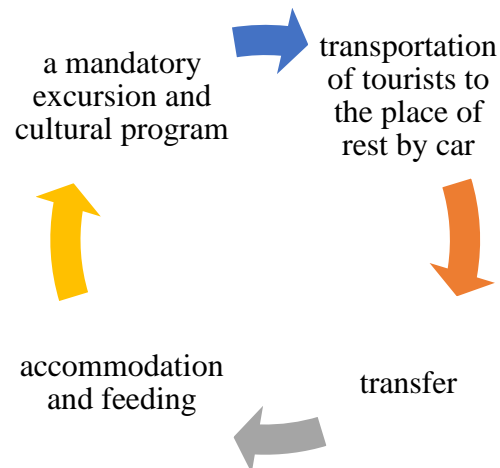 a mandatory
excursion and
cultural program
transportation
of tourists to
the place of
rest by car
transfer
accommodation
and feeding